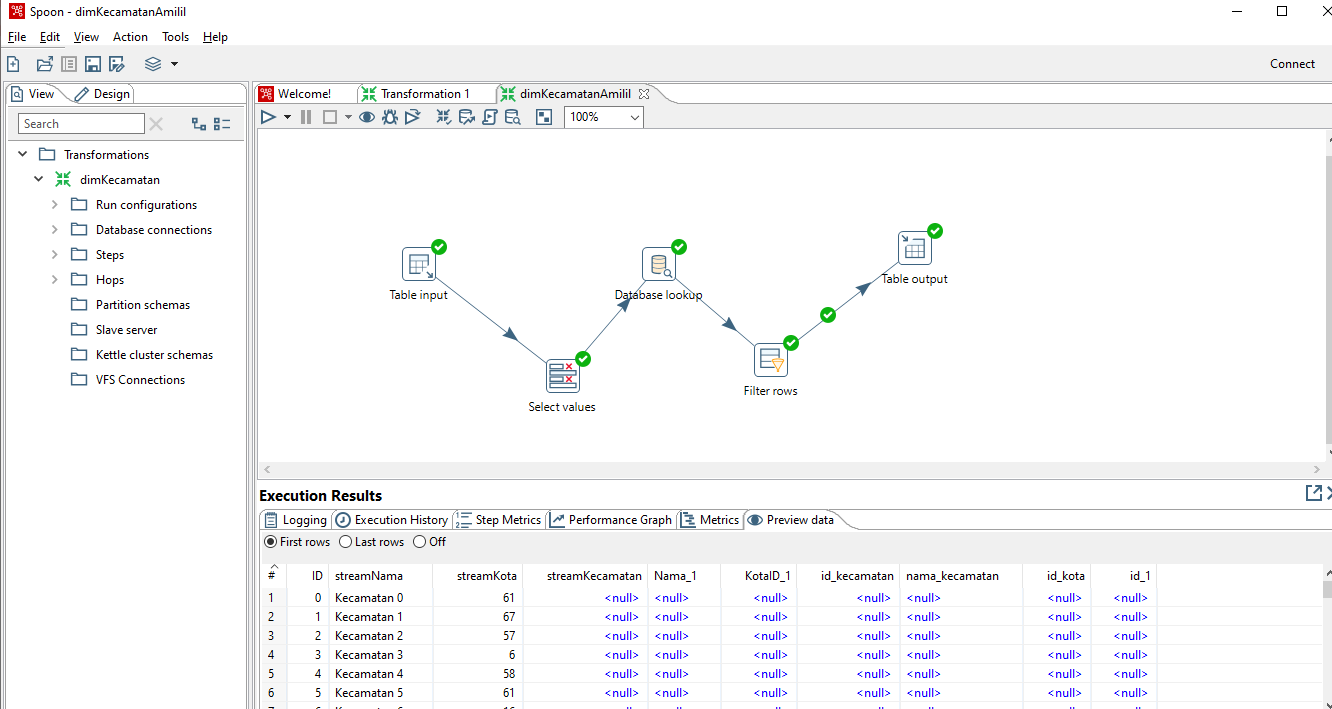 Spoon - dimKecamatanAmilil
File Edit View Action Tools Help
Connect
View Design
Welcome! Transformation 1 dimKecamatanAmilil
Search
100%
Transformations
dimKecamatan
Run configurations
Database connections
Steps
Hops
Partition schemas
Slave server
Kettle cluster schemas
VFS Connections
Table input
Select values
Database lookup
Filter rows
Table output
Execution Results
Logging Execution History Step Metrics Performance Graph Metrics Preview data
First rows Last rows Off
# ID streamNama streamKota streamKecamatan Nama_1 KotaID_1 id_kecamatan nama_kecamatan id_kota id_1
1 0 Kecamatan 0 61 <null> <null> <null> <null> <null> <null> <null>
2 1 Kecamatan 1 67 <null> <null> <null> <null> <null> <null> <null>
3 2 Kecamatan 2 57 <null> <null> <null> <null> <null> <null> <null>
4 3 Kecamatan 3 6 <null> <null> <null> <null> <null> <null> <null>
5 4 Kecamatan 4 58 <null> <null> <null> <null> <null> <null> <null>
6 5 Kecamatan 5 61 <null> <null> <null> <null> <null> <null> <null>